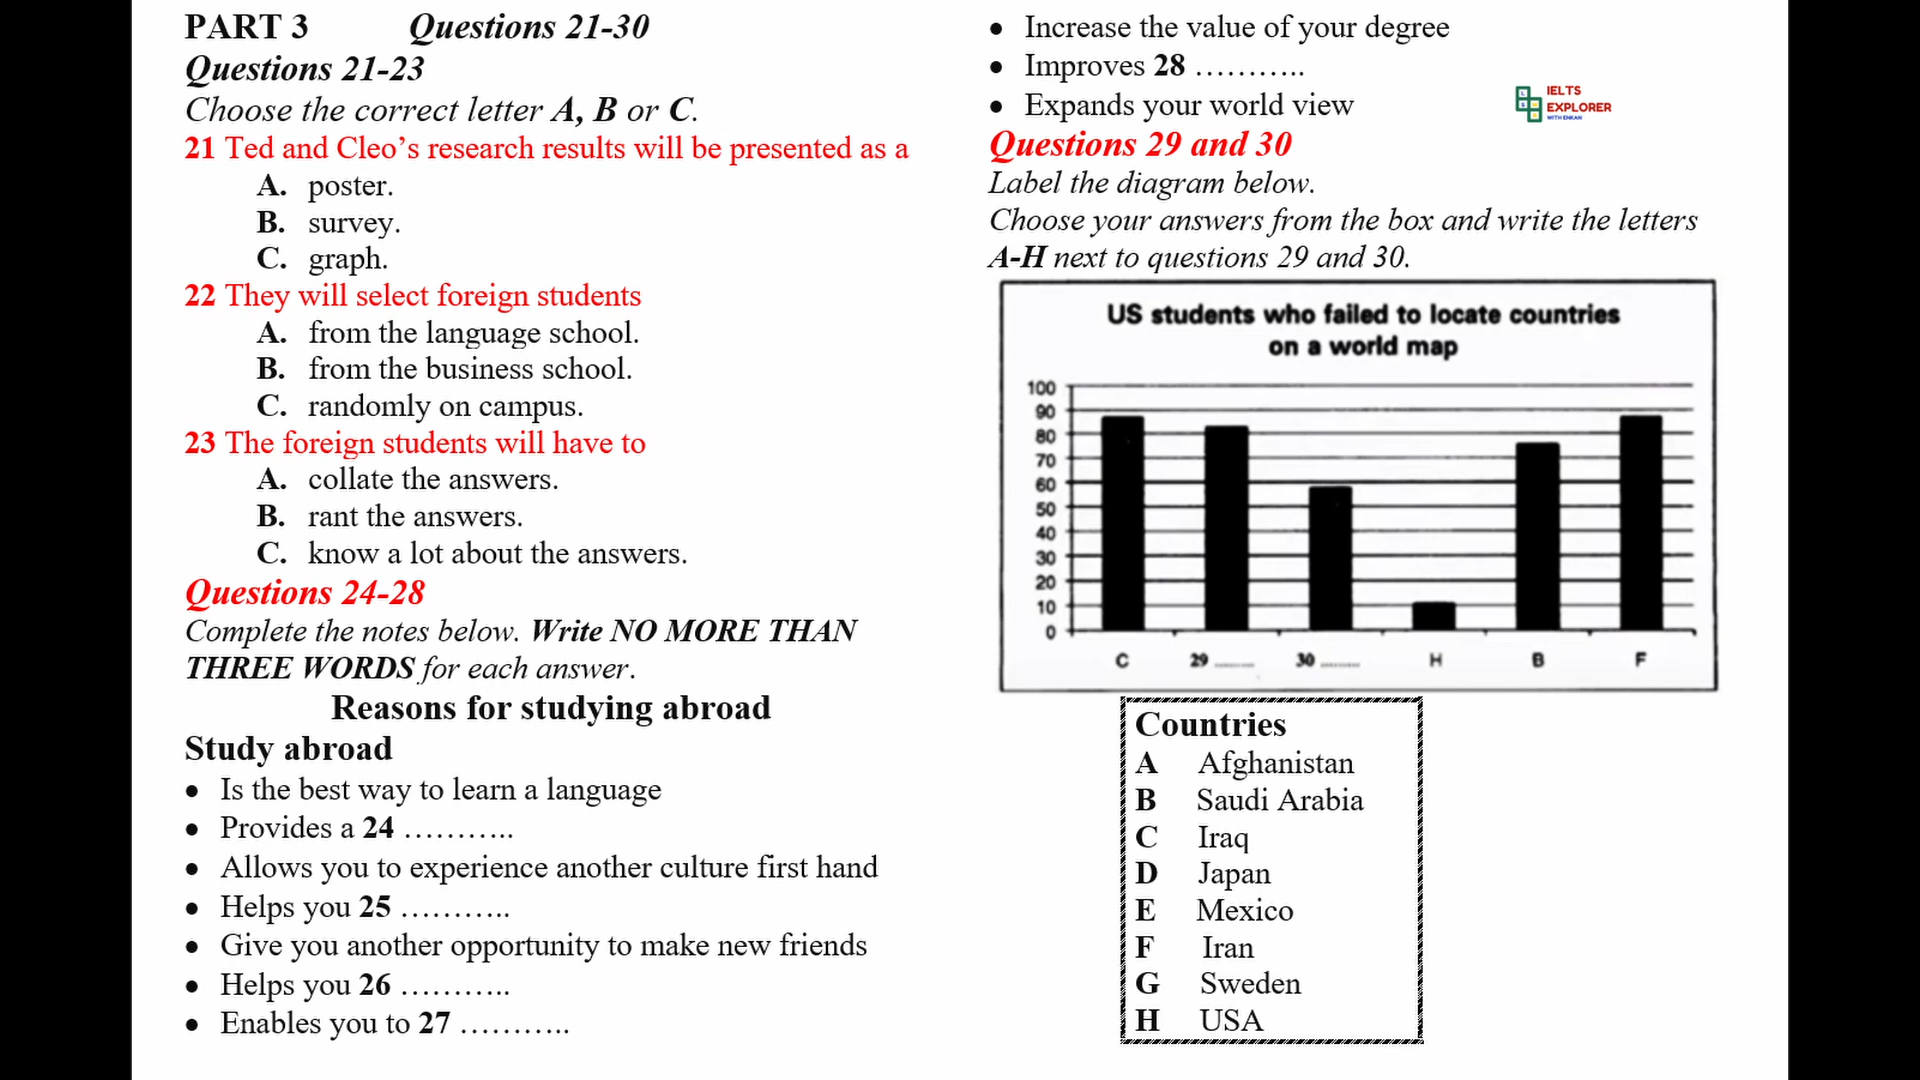 PART 3 Questions 21-30
Questions 21-23
Choose the correct letter A, B or C.
21 Ted and Cleo’s research results will be presented as a
A. poster.
B. survey.
C. graph.
22 They will select foreign students
A. from the language school.
B. from the business school.
C. randomly on campus.
23 The foreign students will have to
A. collate the answers.
B. rant the answers.
C. know a lot about the answers.
Questions 24-28
Complete the notes below. Write NO MORE THAN
THREE WORDS for each answer.
Reasons for studying abroad
Study abroad
• Is the best way to learn a language
• Provides a 24 ………..
• Allows you to experience another culture first hand
• Helps you 25 ………..
• Give you another opportunity to make new friends
• Helps you 26 ………..
• Enables you to 27 ………..
• Increase the value of your degree
• Improves 28 ………..
• Expands your world view
IELTS
EXPLORER
WITH ENKAN
Questions 29 and 30
Label the diagram below.
Choose your answers from the box and write the letters
A-H next to questions 29 and 30.
US students who failed to locate countries
on a world map
100
90
80
70
60
50
40
30
20
10
0
C 29 ........ 30 ........ H B F
Countries
A Afghanistan
B Saudi Arabia
C Iraq
D Japan
E Mexico
F Iran
G Sweden
H USA